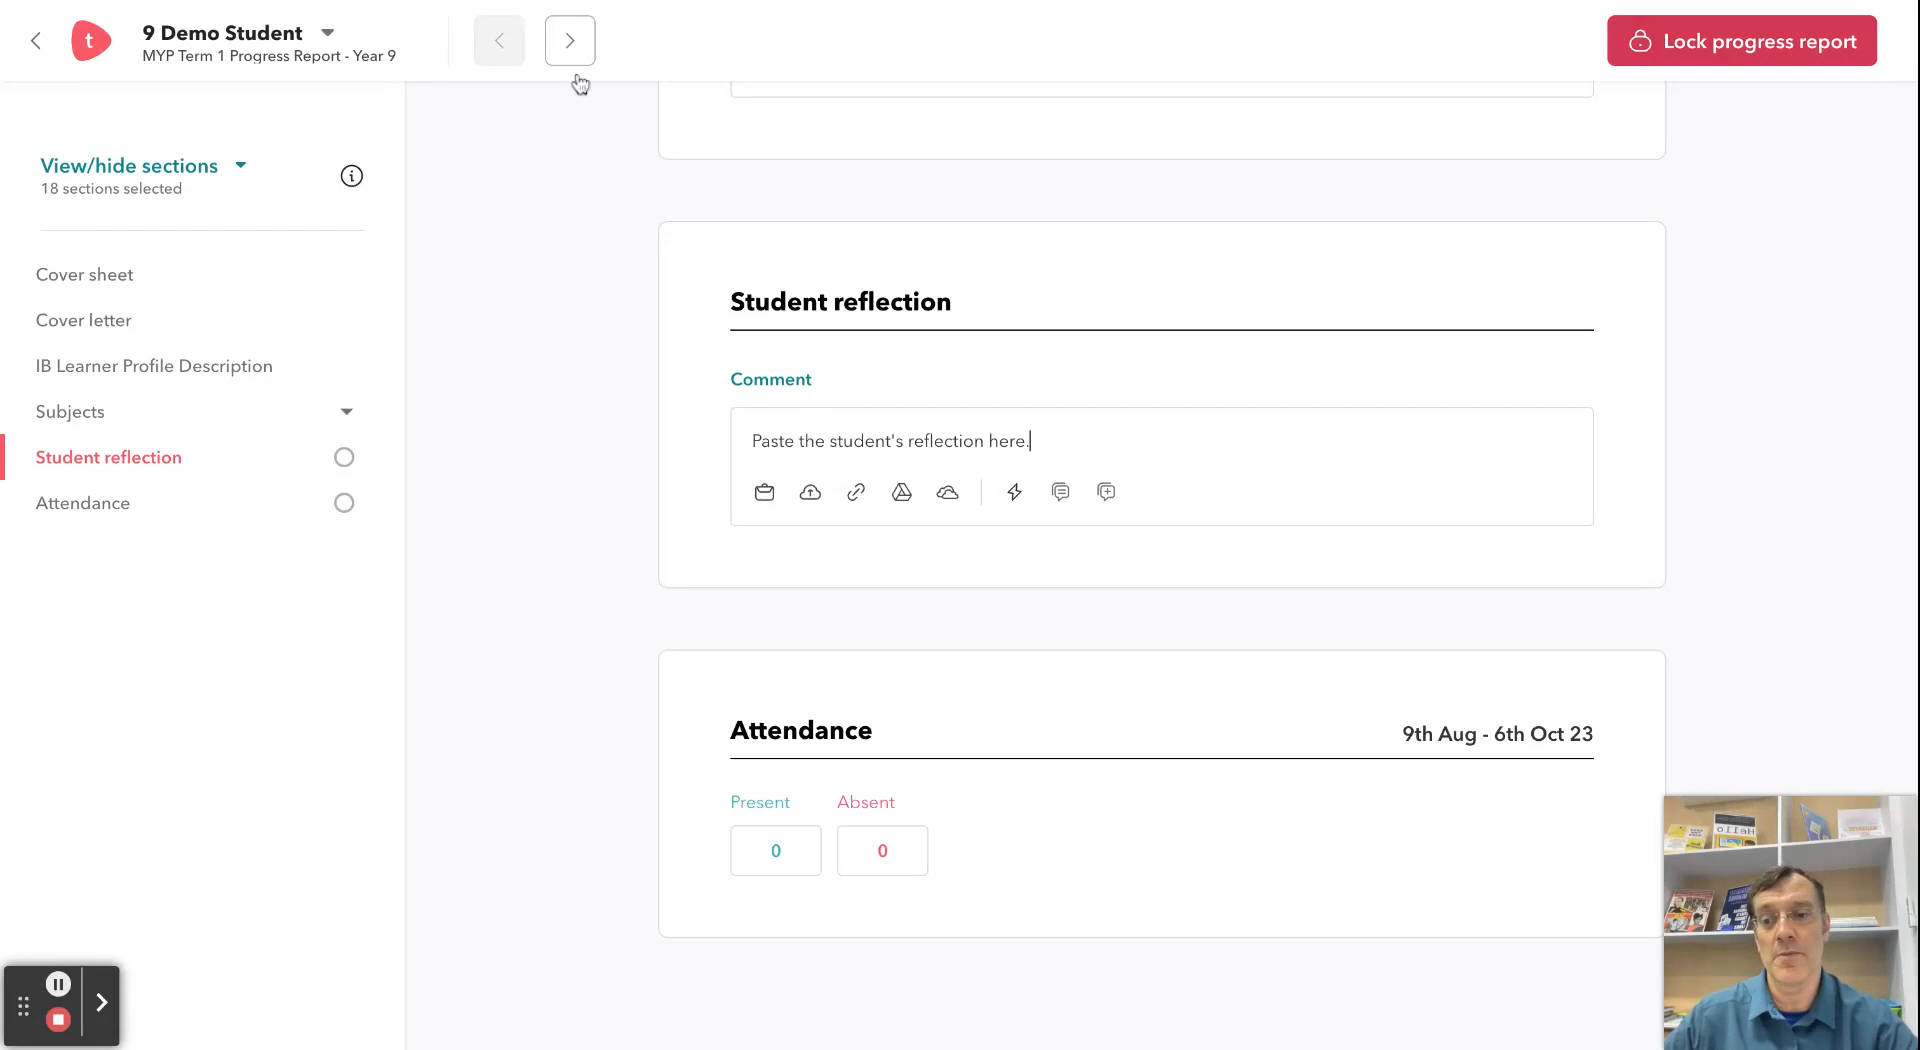 t
9 Demo Student
MYP Term 1 Progress Report - Year 9
Lock progress report
View/hide sections
18 sections selected
Cover sheet
Cover letter
IB Learner Profile Description
Subjects
Student reflection
Attendance
Student reflection
Comment
Paste the student's reflection here.
Attendance
9th Aug - 6th Oct 23
Present Absent
0 0
Hello